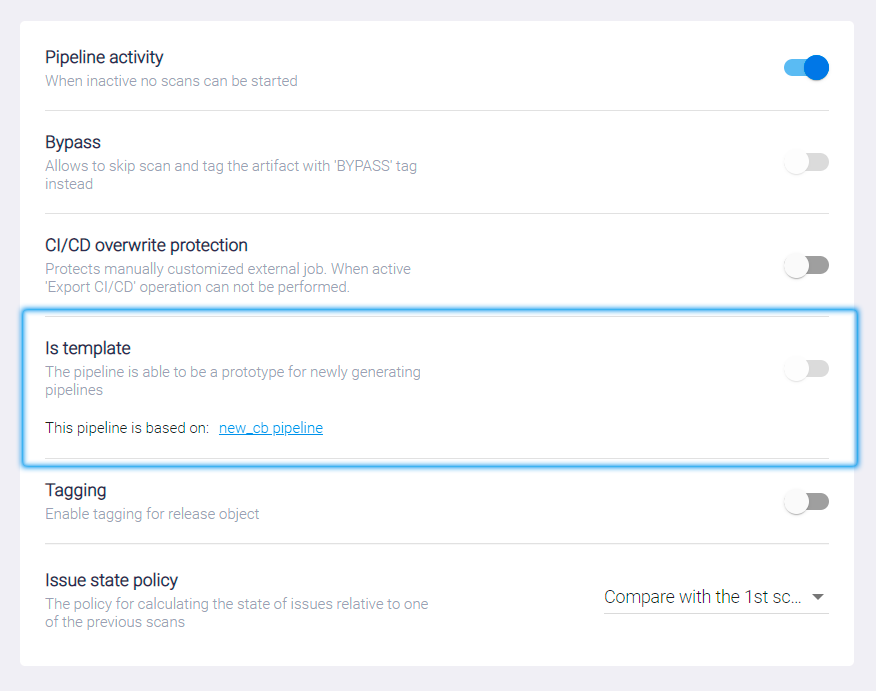 Pipeline activity
When inactive no scans can be started
Bypass
Allows to skip scan and tag the artifact with 'BYPASS' tag
instead
CI/CD overwrite protection
Protects manually customized external job. When active
'Export CI/CD' operation can not be performed.
Is template
The pipeline is able to be a prototype for newly generating
pipelines
This pipeline is based on: new_cb pipeline
Tagging
Enable tagging for release object
Issue state policy
The policy for calculating the state of issues relative to one
of the previous scans
Compare with the 1st sc...